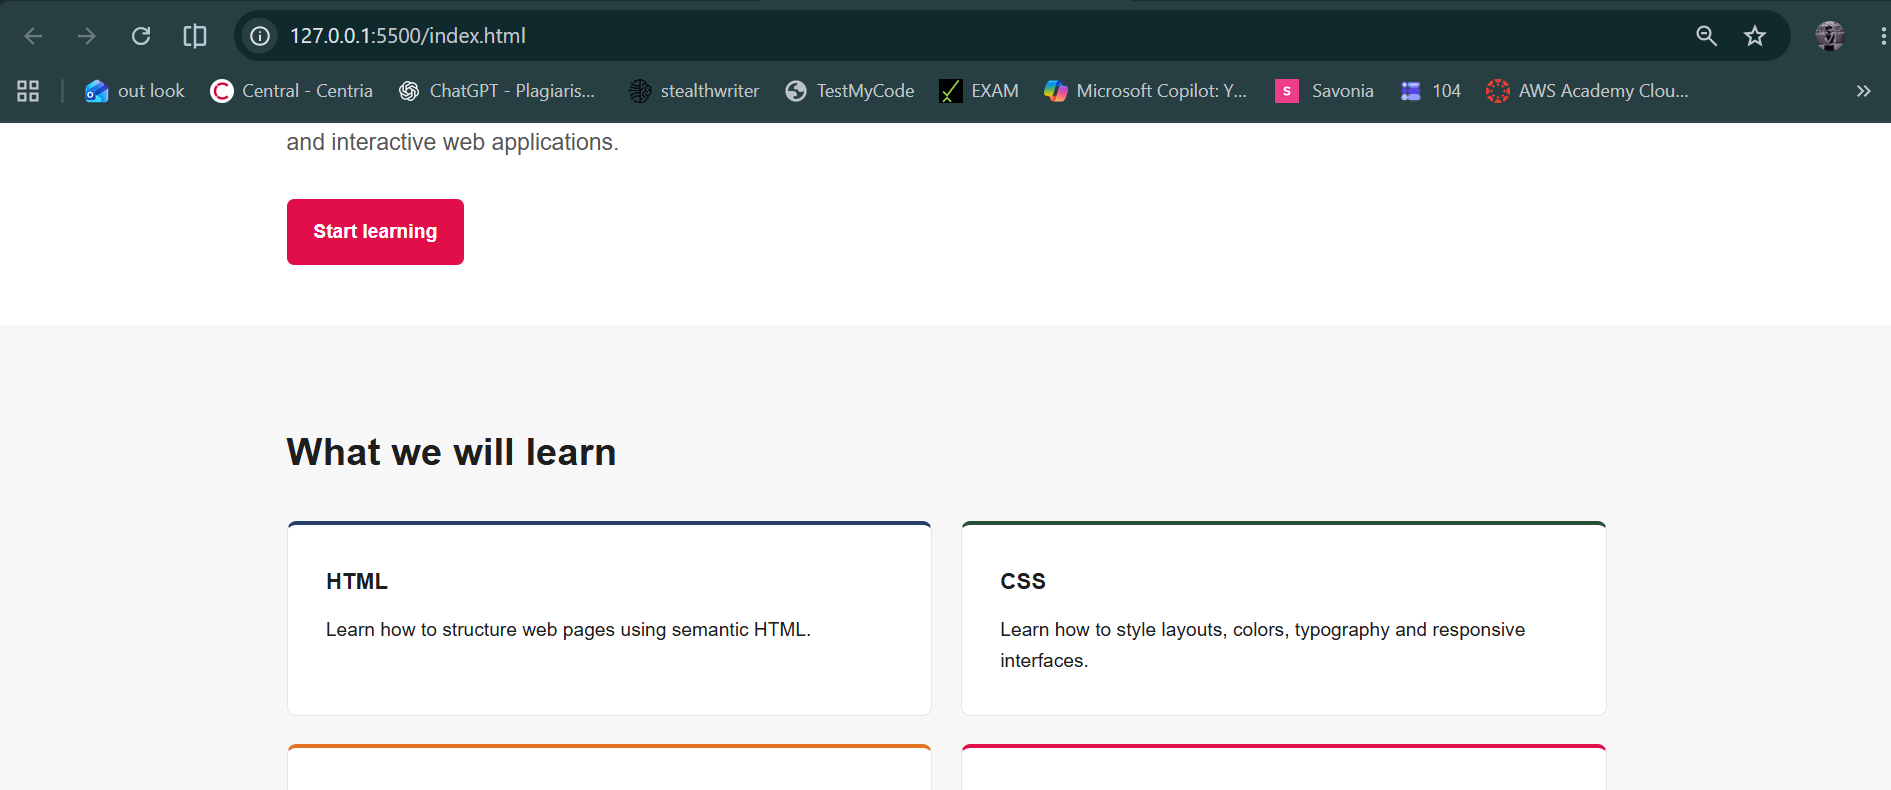 127.0.0.1:5500/index.html
out look Central - Centria ChatGPT - Plagiaris... stealthwriter TestMyCode EXAM Microsoft Copilot: Y... S Savonia 104 AWS Academy Clou...
and interactive web applications.
Start learning
What we will learn
HTML
Learn how to structure web pages using semantic HTML.
CSS
Learn how to style layouts, colors, typography and responsive
interfaces.